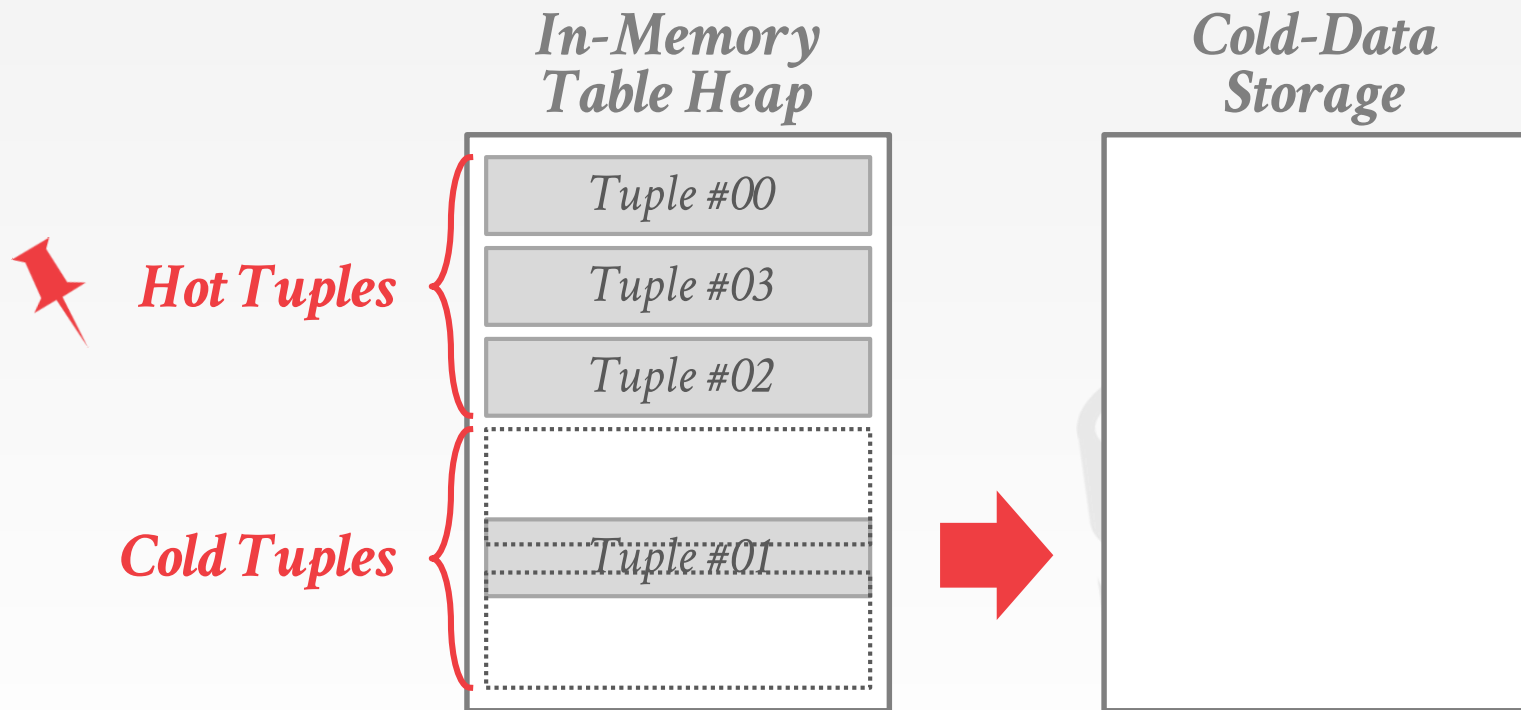 In-Memory
Table Heap
Cold-Data
Storage
Tuple #00
Hot Tuples
Tuple #03
Tuple #02
Cold Tuples
Tuple #01